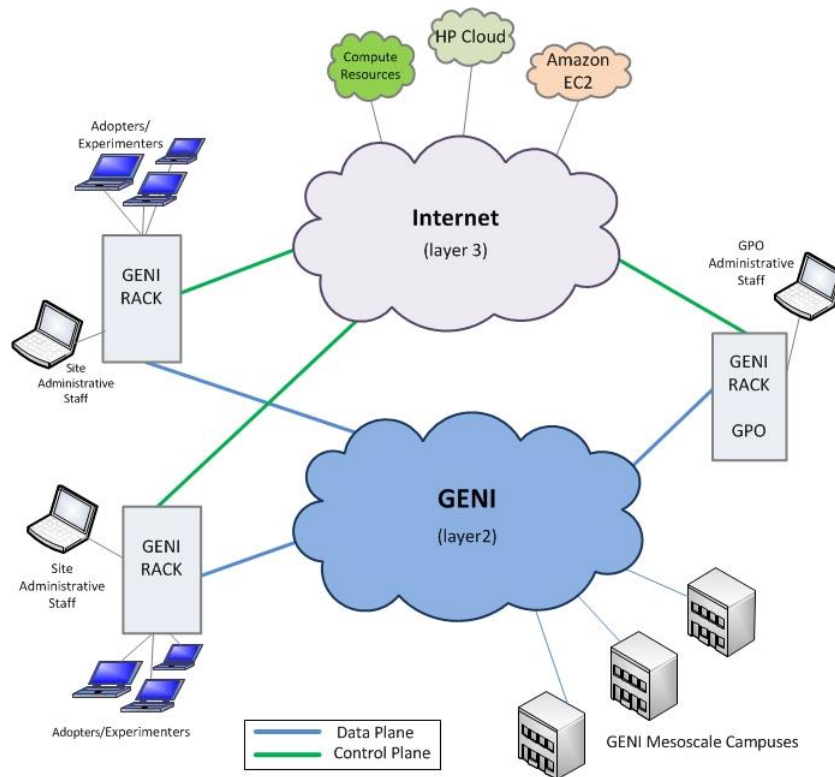 HP Cloud
Compute
Resources
Amazon
EC2
Adopters/
Experimenters
Internet
(layer 3)
GENI
RACK
GPO
Administrative
Staff
Site
Administrative
Staff
GENI
RACK
GPO
GENI
(layer2)
GENI
RACK
Site
Administrative
Staff
Adopters/Experimenters
Data Plane
Control Plane
GENI Mesoscale Campuses